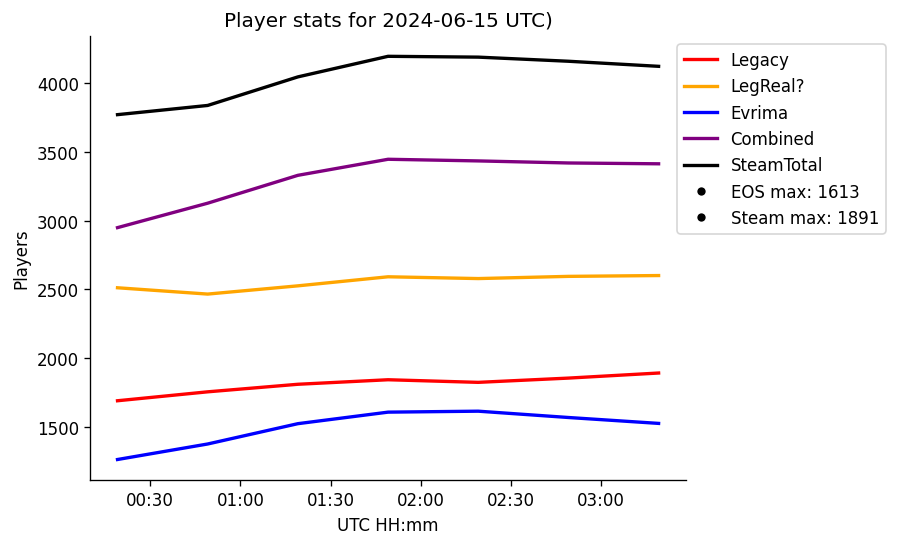 Player stats for 2024-06-15 UTC)
Players
4000
3500
3000
2500
2000
1500
00:30 01:00 01:30 02:00 02:30 03:00
UTC HH:mm
Legacy
LegReal?
Evrima
Combined
SteamTotal
EOS max: 1613
Steam max: 1891